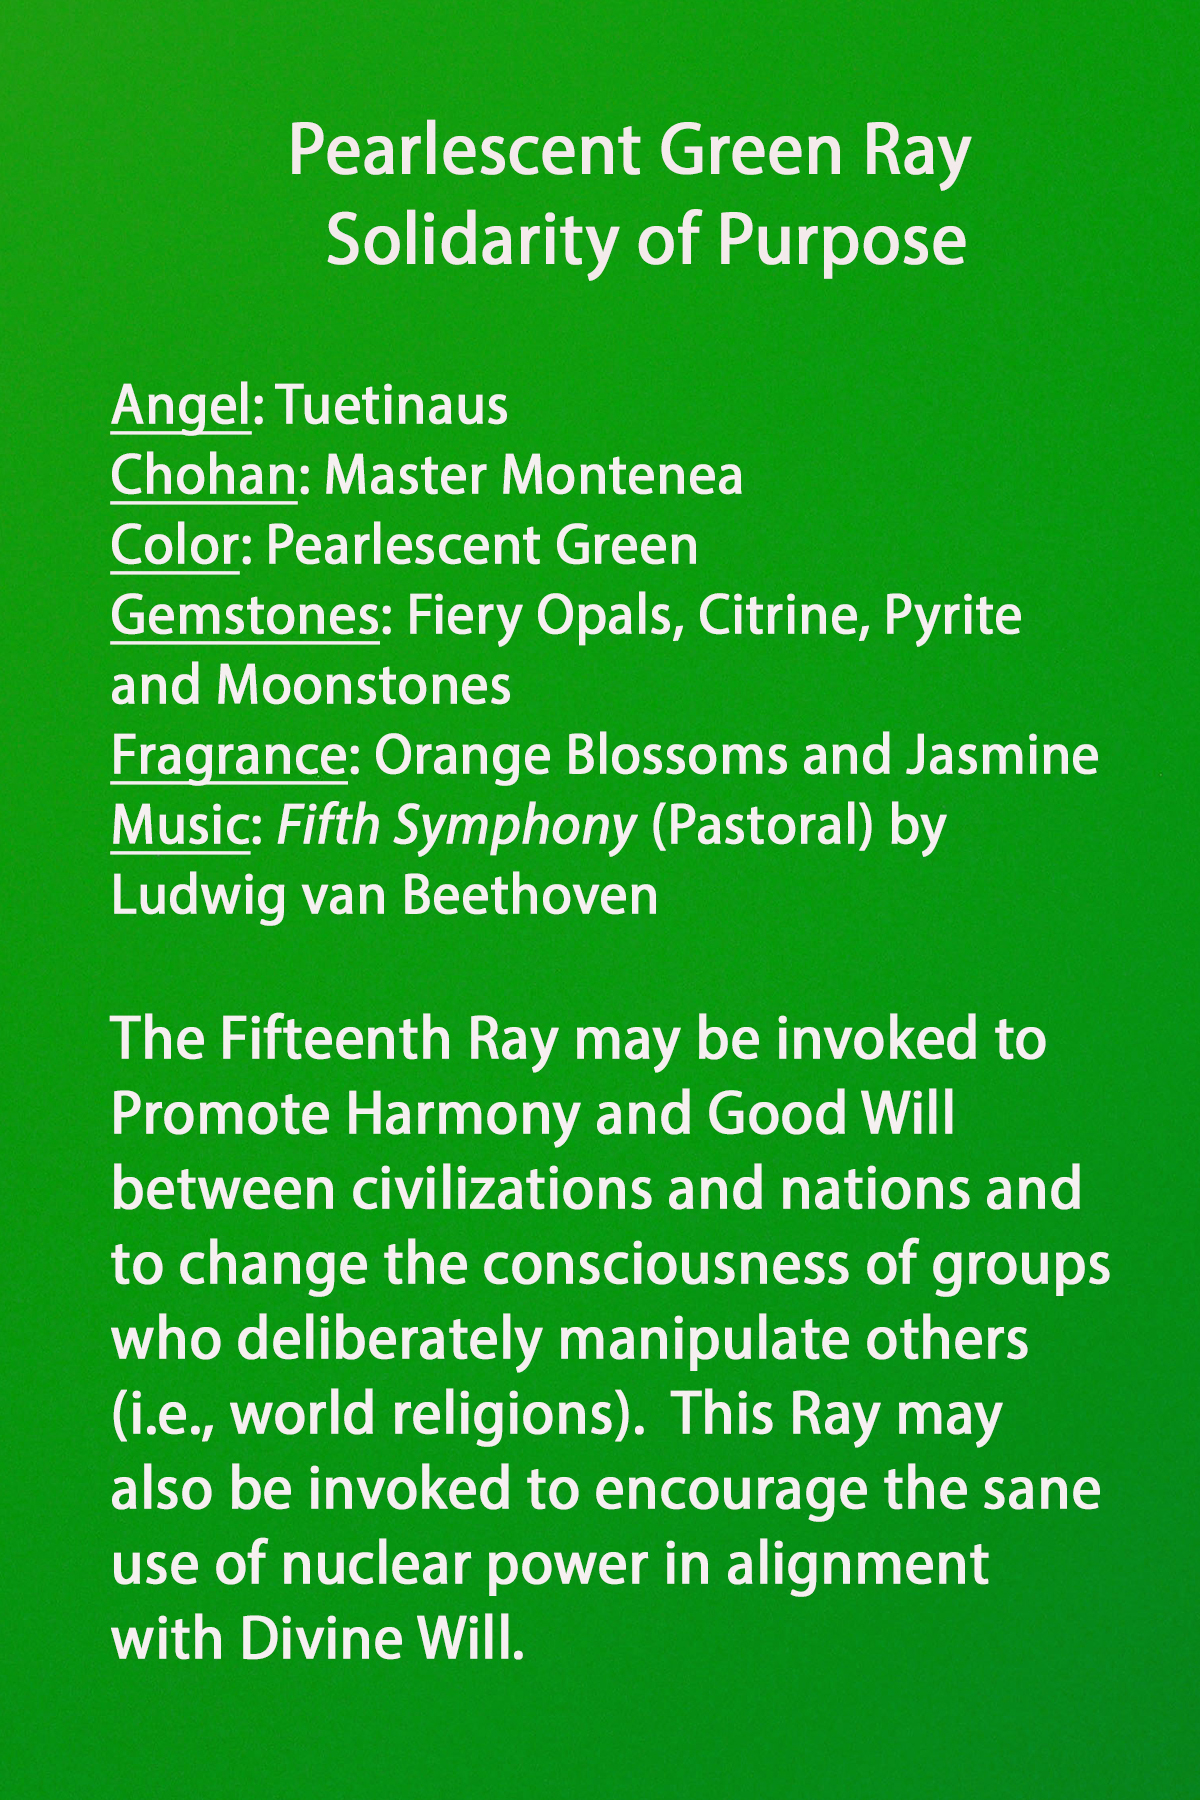 Pearlescent Green Ray
Solidarity of Purpose
Angel: Tuetinaus
Chohan: Master Montenea
Color: Pearlescent Green
Gemstones: Fiery Opals, Citrine, Pyrite
and Moonstones
Fragrance: Orange Blossoms and Jasmine
Music: Fifth Symphony (Pastoral) by
Ludwig van Beethoven
The Fifteenth Ray may be invoked to
Promote Harmony and Good Will
between civilizations and nations and
to change the consciousness of groups
who deliberately manipulate others
(i.e., world religions).  This Ray may
also be invoked to encourage the sane
use of nuclear power in alignment
with Divine Will.